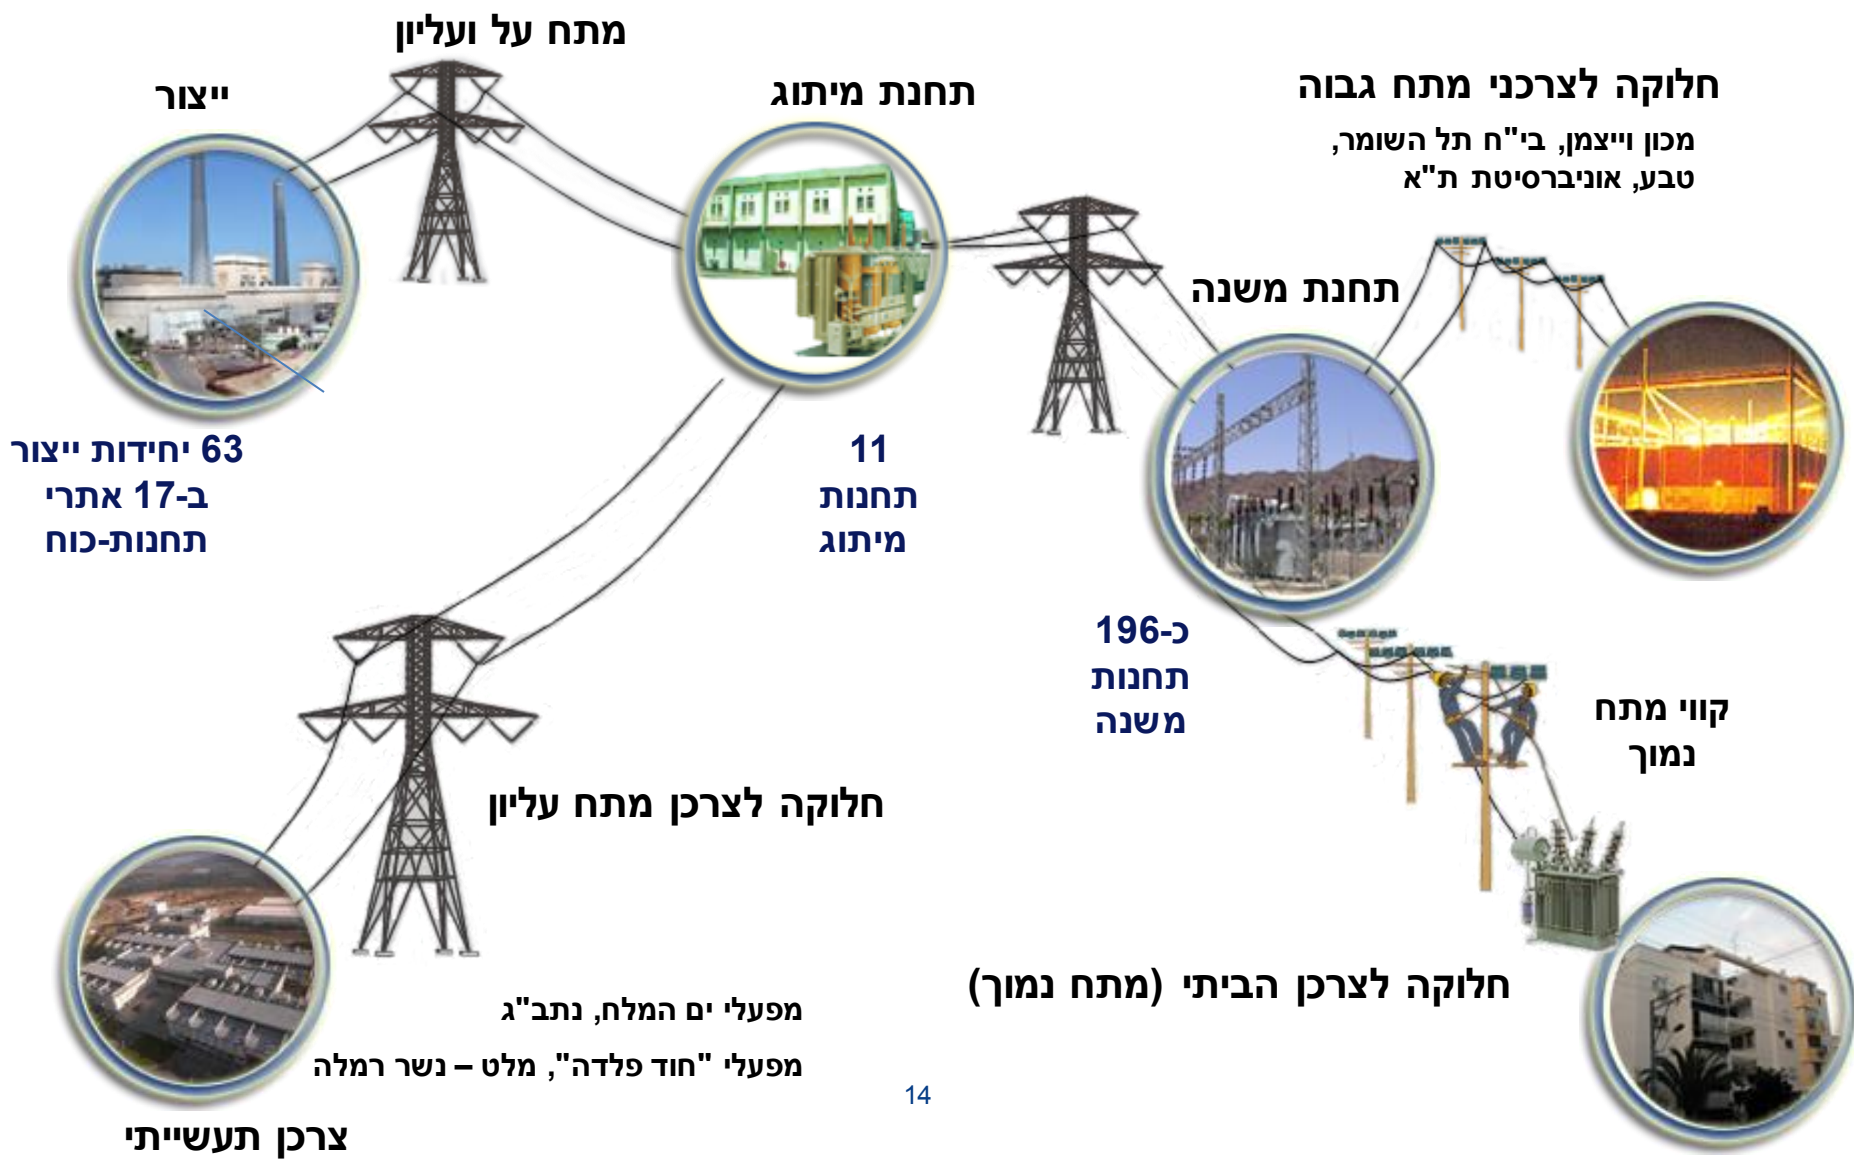 מתח על ועליון
ייצור
תחנת מיתוג
חלוקה לצרכני מתח גבוה
מכון וייצמן, בי"ח תל השומר,
טבע, אוניברסיטת ת"א
תחנת משנה
63 יחידות ייצור
ב-17 אתרי
תחנות-כוח
11
תחנות
מיתוג
כ-196
תחנות
משנה
קווי מתח
נמוך
חלוקה לצרכן מתח עליון
חלוקה לצרכן הביתי (מתח נמוך)
מפעלי ים המלח, נתב"ג
מפעלי "חוד פלדה", מלט – נשר רמלה
14
צרכן תעשייתי